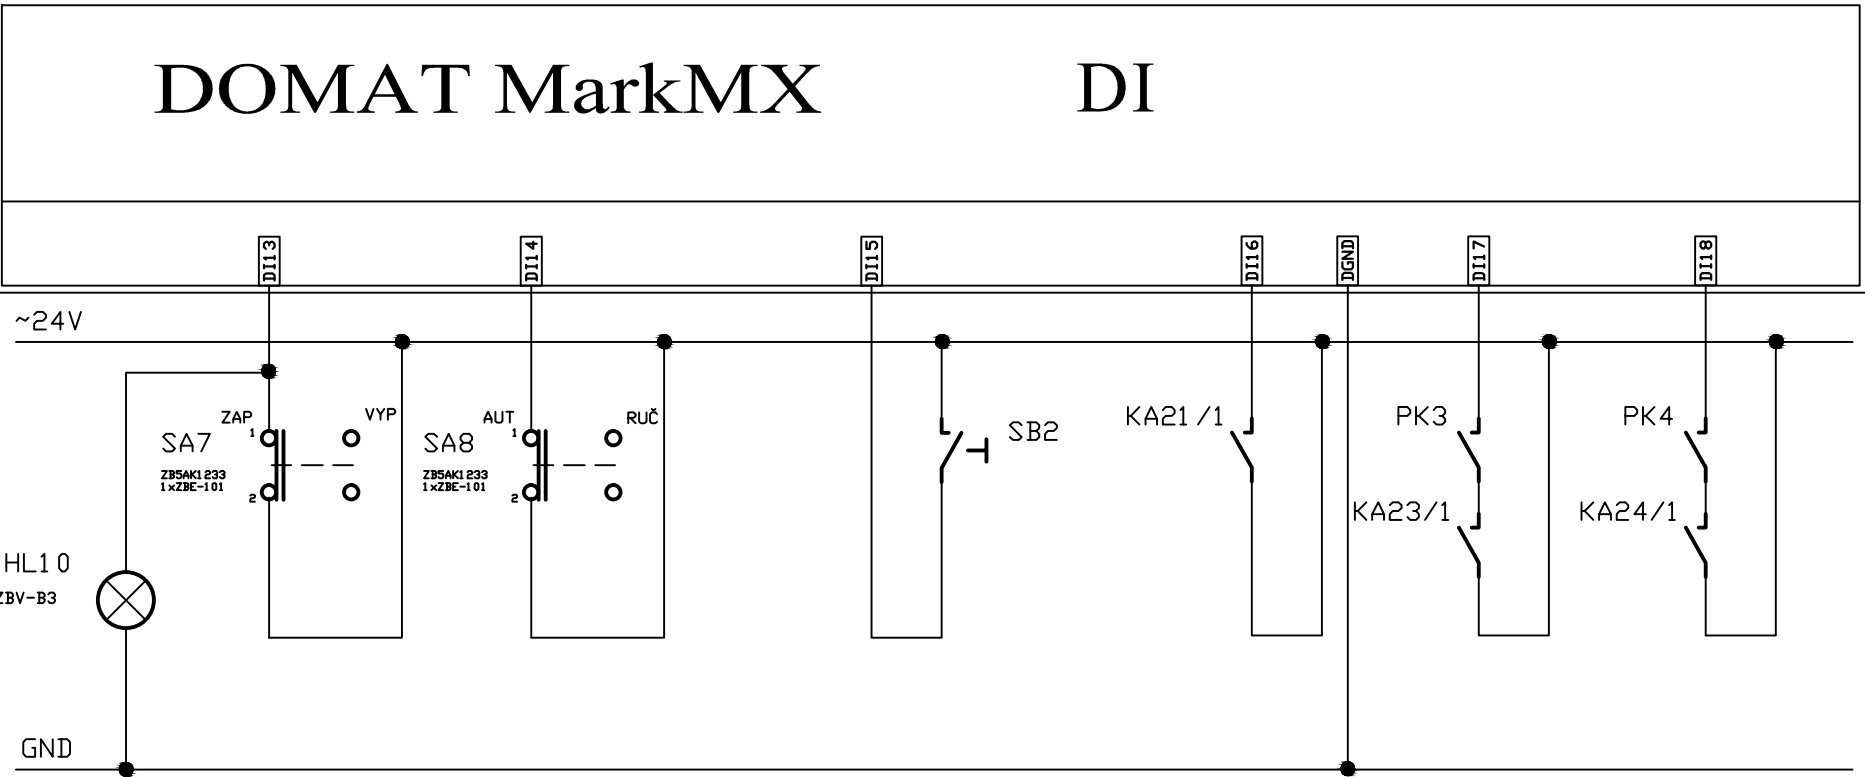 DOMAT MarkMX DI
DI13 DI14 DI15 DI16 DGND DI17 DI18
~24V
ZAP VYP AUT RUČ KA21/1 PK3 PK4
1 1
SA7 SA8 SB2
ZB5AK1233 ZB5AK1233
1xZBE-101 1xZBE-101
2 2
KA23/1 KA24/1
HL10
ZBV-B3
GND